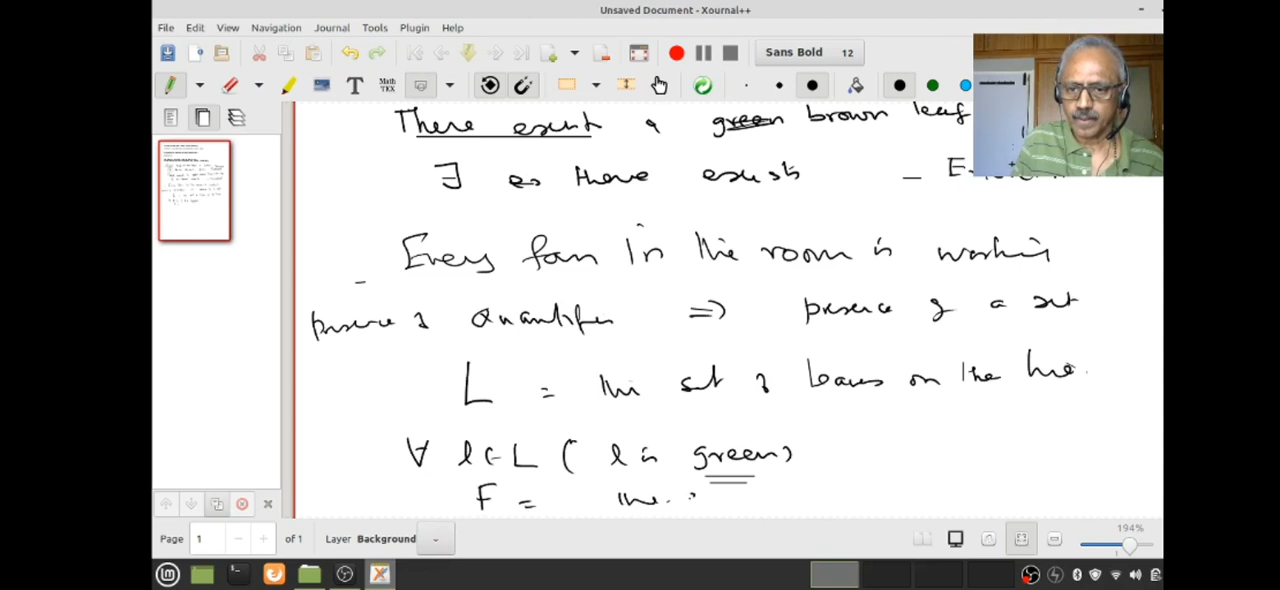 Unsaved Document - Xournal++
File Edit View Navigation Journal Tools Plugin Help
Sans Bold 12
T Math TEX
There exist a green brown leaf
∃ as there exists _ E
Every fan in the room is working
presence of Quantifier => presence of a set
L = the set of leaves on the tree.
∀ l ∈ L ( l is green)
F = the
Page 1 of 1 Layer Background
194%